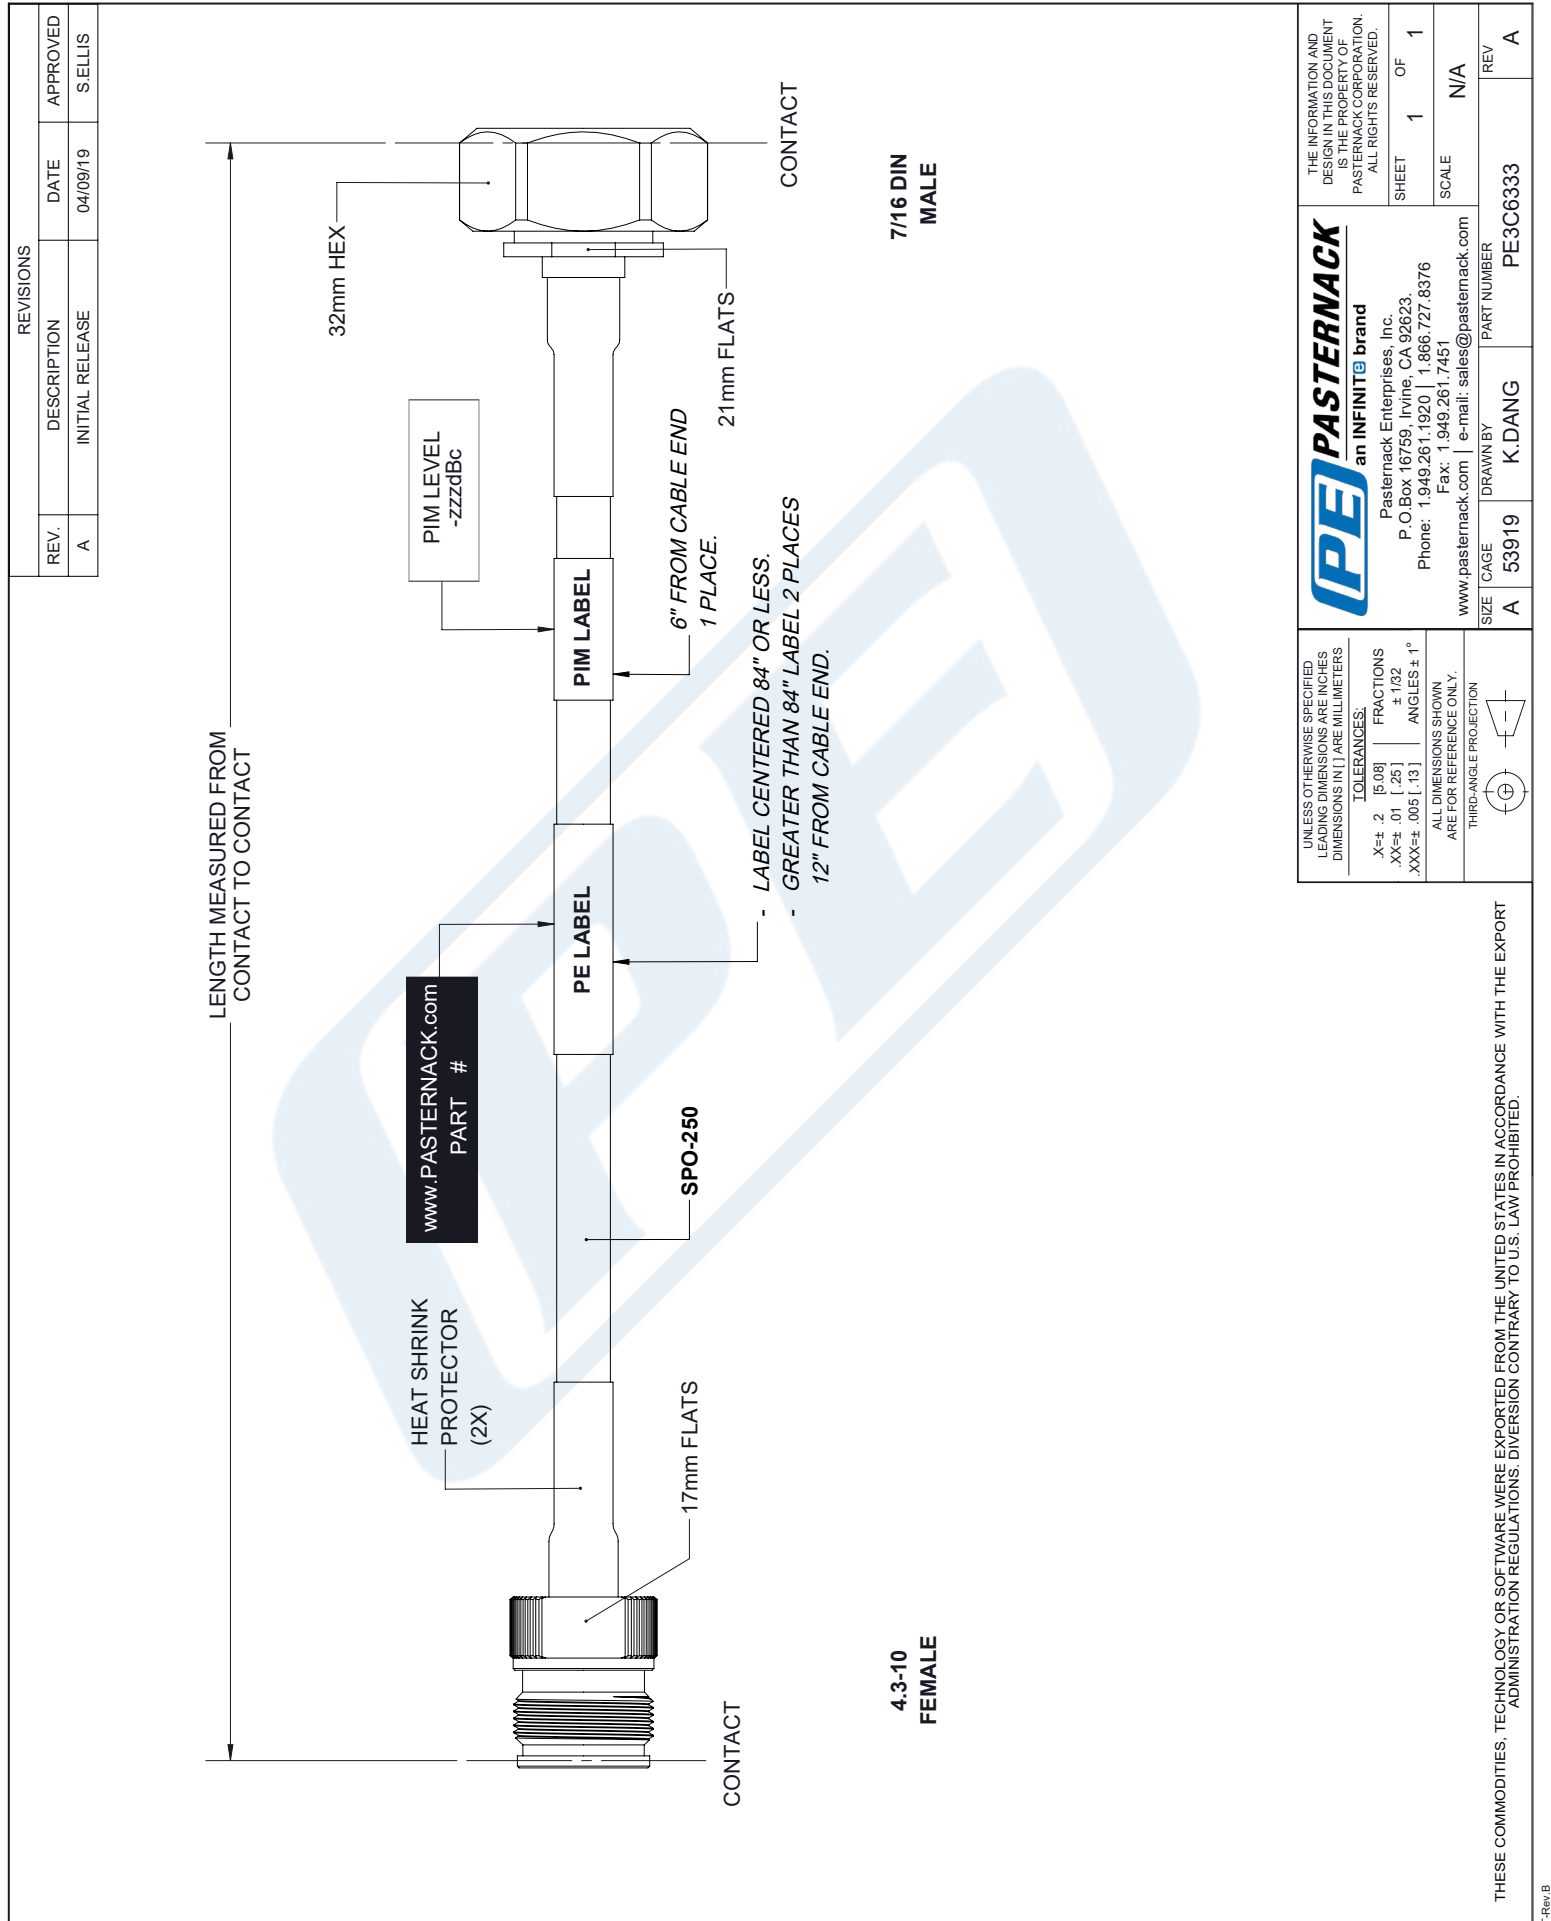 REVISIONS
REV.
DESCRIPTION
DATE
APPROVED
A
INITIAL RELEASE
04/09/19
S.ELLIS
LENGTH MEASURED FROM
CONTACT TO CONTACT
32mm HEX
HEAT SHRINK
PROTECTOR
(2X)
www.PASTERNACK.com
PART #
PIM LEVEL
-zzzdBc
PE LABEL
PIM LABEL
17mm FLATS
SPO-250
6" FROM CABLE END
1 PLACE.
21mm FLATS
CONTACT
- LABEL CENTERED 84" OR LESS.
- GREATER THAN 84" LABEL 2 PLACES
12" FROM CABLE END.
CONTACT
4.3-10
FEMALE
7/16 DIN
MALE
THESE COMMODITIES, TECHNOLOGY OR SOFTWARE WERE EXPORTED FROM THE UNITED STATES IN ACCORDANCE WITH THE EXPORT
ADMINISTRATION REGULATIONS. DIVERSION CONTRARY TO U.S. LAW PROHIBITED.
UNLESS OTHERWISE SPECIFIED
LEADING DIMENSIONS ARE INCHES
DIMENSIONS IN [ ] ARE MILLIMETERS
TOLERANCES:
.X=± .2 [5.08]
.XX=± .01 [ .25 ]
.XXX=± .005 [ .13 ]
FRACTIONS
± 1/32
ANGLES ± 1°
ALL DIMENSIONS SHOWN
ARE FOR REFERENCE ONLY.
THIRD-ANGLE PROJECTION
PE PASTERNACK
an INFINITe brand
Pasternack Enterprises, Inc.
P.O.Box 16759, Irvine, CA 92623.
Phone: 1.949.261.1920 | 1.866.727.8376
Fax: 1.949.261.7451
www.pasternack.com | e-mail: sales@pasternack.com
THE INFORMATION AND
DESIGN IN THIS DOCUMENT
IS THE PROPERTY OF
PASTERNACK CORPORATION.
ALL RIGHTS RESERVED.
SHEET 1 OF 1
SCALE N/A
SIZE A
CAGE 53919
DRAWN BY K.DANG
PART NUMBER PE3C6333
REV A
-Rev.B
PE